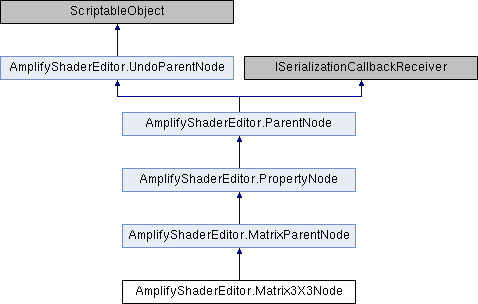 ScriptableObject
AmplifyShaderEditor.UndoParentNode
ISerializationCallbackReceiver
AmplifyShaderEditor.ParentNode
AmplifyShaderEditor.PropertyNode
AmplifyShaderEditor.MatrixParentNode
AmplifyShaderEditor.Matrix3X3Node